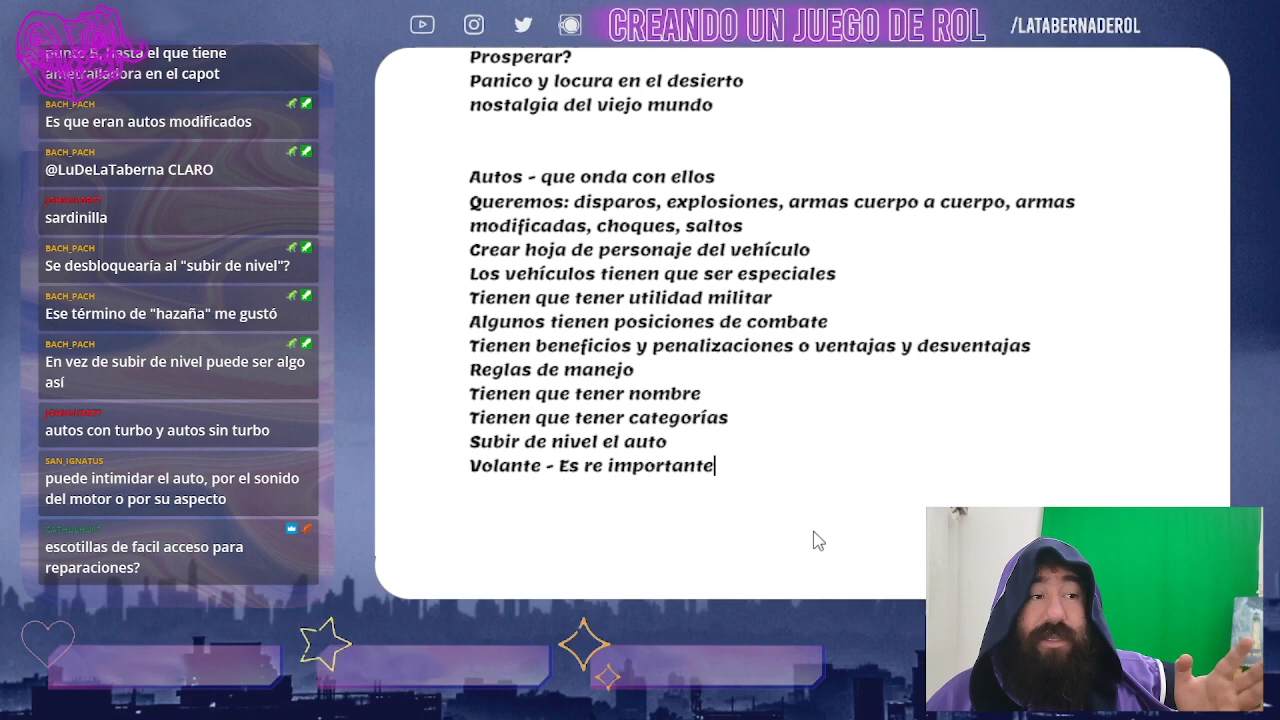 CREANDO UN JUEGO DE ROL
/LATABERNADEROL
punto 5, hasta el que tiene
ametralladora en el capot
BACH_PACH
Es que eran autos modificados
BACH_PACH
@LuDeLaTaberna CLARO
sardinilla
BACH_PACH
Se desbloquearía al "subir de nivel"?
BACH_PACH
Ese término de "hazaña" me gustó
BACH_PACH
En vez de subir de nivel puede ser algo
así
autos con turbo y autos sin turbo
SAN_IGNATUS
puede intimidar el auto, por el sonido
del motor o por su aspecto
escotillas de facil acceso para
reparaciones?
Prosperar?
Panico y locura en el desierto
nostalgia del viejo mundo
Autos - que onda con ellos
Queremos: disparos, explosiones, armas cuerpo a cuerpo, armas
modificadas, choques, saltos
Crear hoja de personaje del vehículo
Los vehículos tienen que ser especiales
Tienen que tener utilidad militar
Algunos tienen posiciones de combate
Tienen beneficios y penalizaciones o ventajas y desventajas
Reglas de manejo
Tienen que tener nombre
Tienen que tener categorías
Subir de nivel el auto
Volante - Es re importante